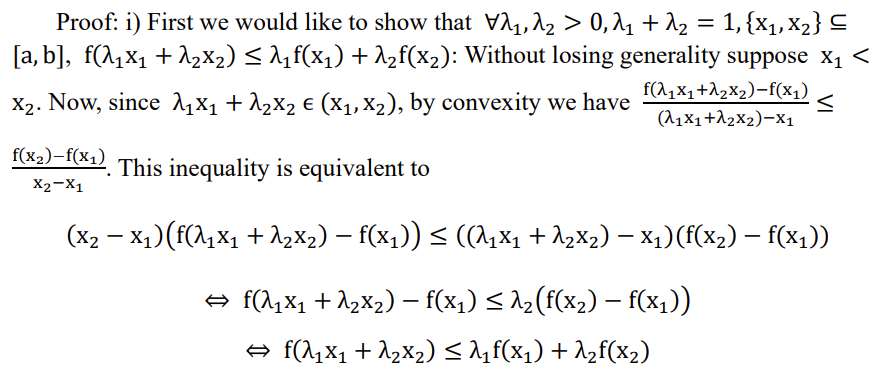 Proof: i) First we would like to show that ∀λ₁, λ₂ > 0, λ₁ + λ₂ = 1, {x₁, x₂} ⊆
[a, b], f(λ₁x₁ + λ₂x₂) ≤ λ₁f(x₁) + λ₂f(x₂): Without losing generality suppose x₁ <
x₂. Now, since λ₁x₁ + λ₂x₂ ϵ (x₁, x₂), by convexity we have (f(λ₁x₁+λ₂x₂)−f(x₁))/((λ₁x₁+λ₂x₂)−x₁) ≤
(f(x₂)−f(x₁))/(x₂−x₁). This inequality is equivalent to
(x₂ − x₁)(f(λ₁x₁ + λ₂x₂) − f(x₁)) ≤ ((λ₁x₁ + λ₂x₂) − x₁)(f(x₂) − f(x₁))
⇔ f(λ₁x₁ + λ₂x₂) − f(x₁) ≤ λ₂(f(x₂) − f(x₁))
⇔ f(λ₁x₁ + λ₂x₂) ≤ λ₁f(x₁) + λ₂f(x₂)